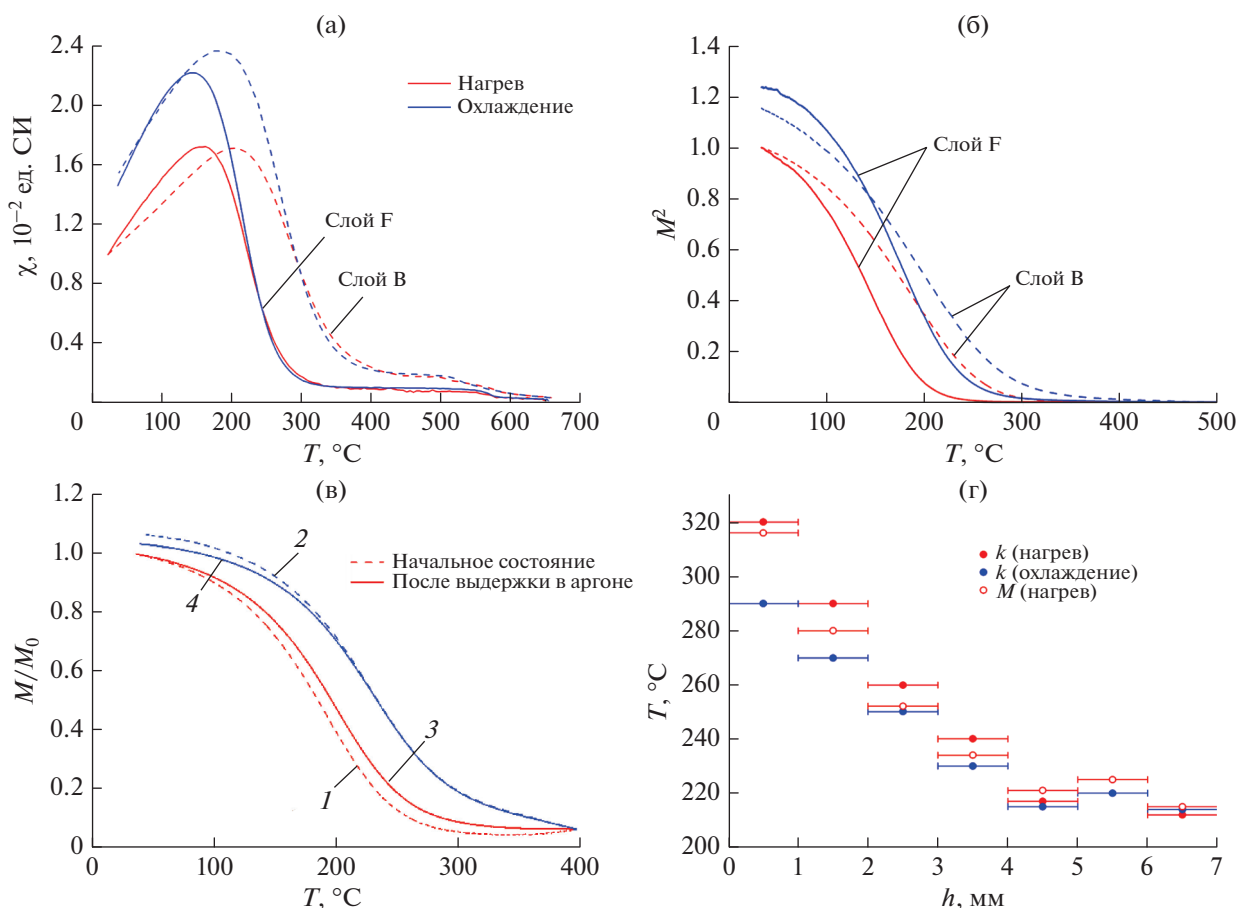 (а)
χ, 10⁻² ед. СИ
2.4
2.0
1.6
1.2
0.8
0.4
0
100
200
300
400
500
600
700
T, °C
Нагрев
Охлаждение
Слой F
Слой B
(б)
M²
1.4
1.2
1.0
0.8
0.6
0.4
0.2
0
100
200
300
400
500
T, °C
Слой F
Слой B
(в)
M/M₀
1.2
1.0
0.8
0.6
0.4
0.2
0
0
100
200
300
400
T, °C
2
4
3
1
Начальное состояние
После выдержки в аргоне
(г)
T, °C
320
300
280
260
240
220
200
0
1
2
3
4
5
6
7
h, мм
k (нагрев)
k (охлаждение)
M (нагрев)